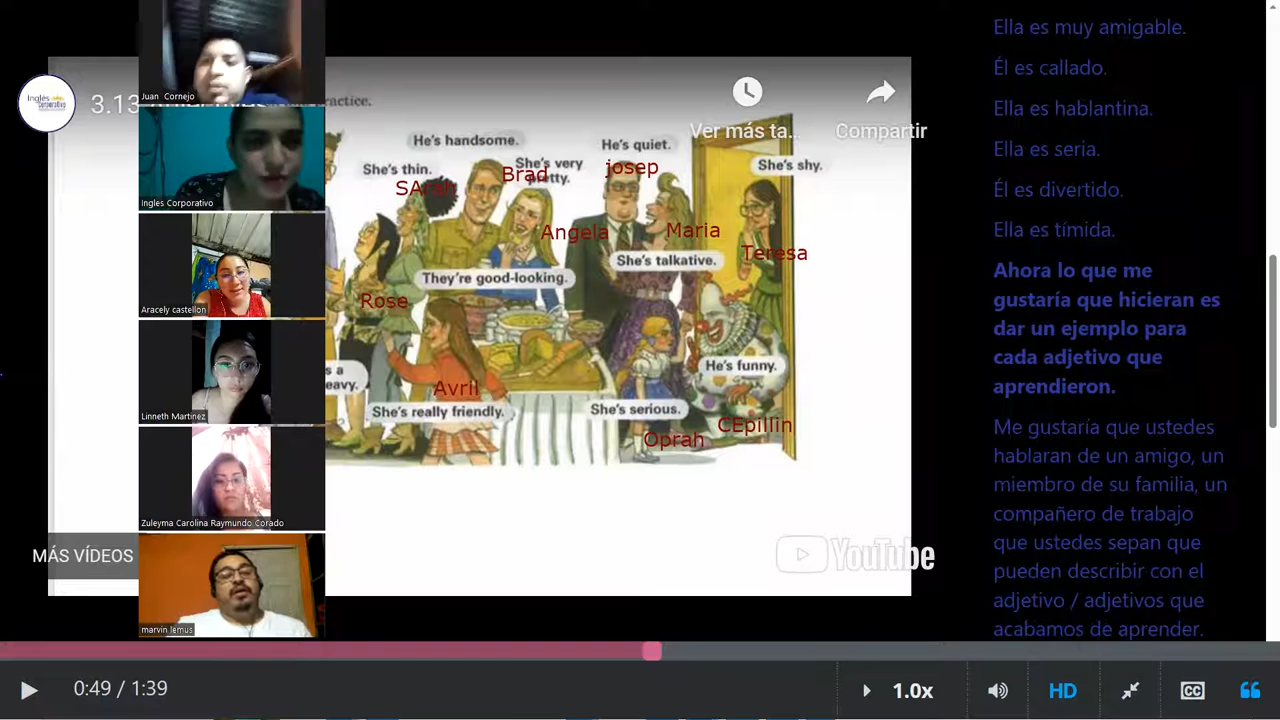 Juan Cornejo
Ingles Corporativo
Aracely castellon
Linneth Martinez
Zuleyma Carolina Raymundo Corado
marvin lemus
Inglés
Corporativo
3.13
ractice.
Ver más ta...
Compartir
He's handsome.
He's quiet.
josep
She's thin.
She's very
pretty.
Brad
She's shy.
SArah
Angela
Maria
Teresa
She's talkative.
They're good-looking.
Rose
He's funny.
s a
eavy.
Avril
She's really friendly.
She's serious.
CEpillin
Oprah
MÁS VÍDEOS
YouTube
0:49 / 1:39
1.0x
HD
CC
Ella es muy amigable.
Él es callado.
Ella es hablantina.
Ella es seria.
Él es divertido.
Ella es tímida.
Ahora lo que me
gustaría que hicieran es
dar un ejemplo para
cada adjetivo que
aprendieron.
Me gustaría que ustedes
hablaran de un amigo, un
miembro de su familia, un
compañero de trabajo
que ustedes sepan que
pueden describir con el
adjetivo / adjetivos que
acabamos de aprender.